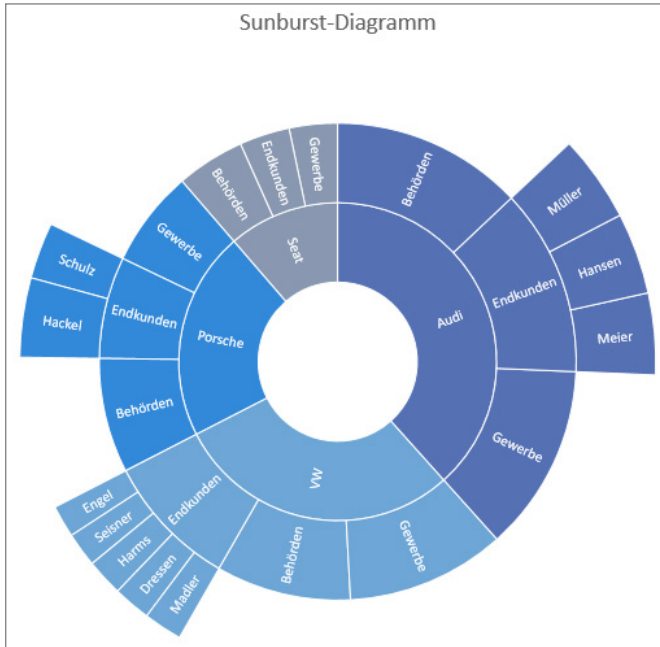 Sunburst-Diagramm
Audi
Behörden
Endkunden
Müller
Hansen
Meier
Gewerbe
VW
Gewerbe
Behörden
Endkunden
Madler
Dressen
Harms
Seisner
Engel
Porsche
Behörden
Endkunden
Hackel
Schulz
Gewerbe
Seat
Behörden
Endkunden
Gewerbe